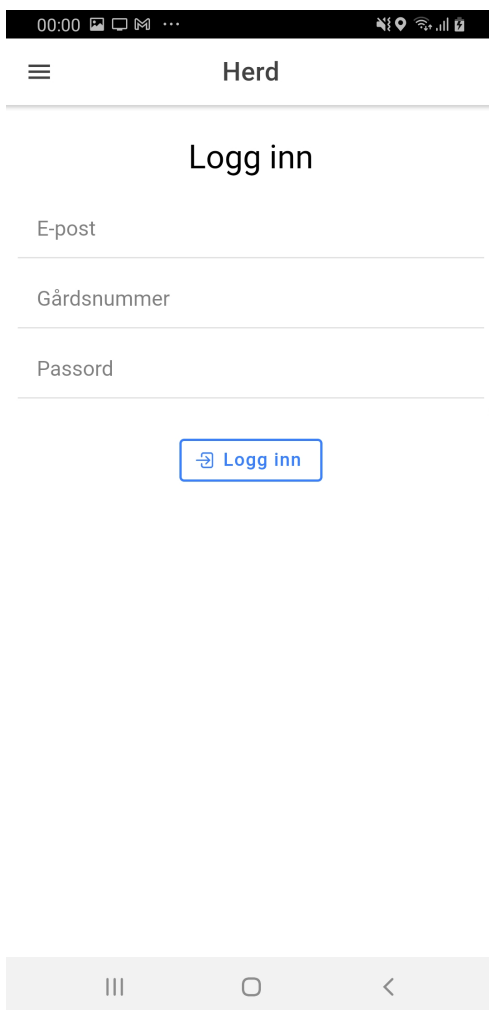 00:00
Herd
Logg inn
E-post
Gårdsnummer
Passord
Logg inn